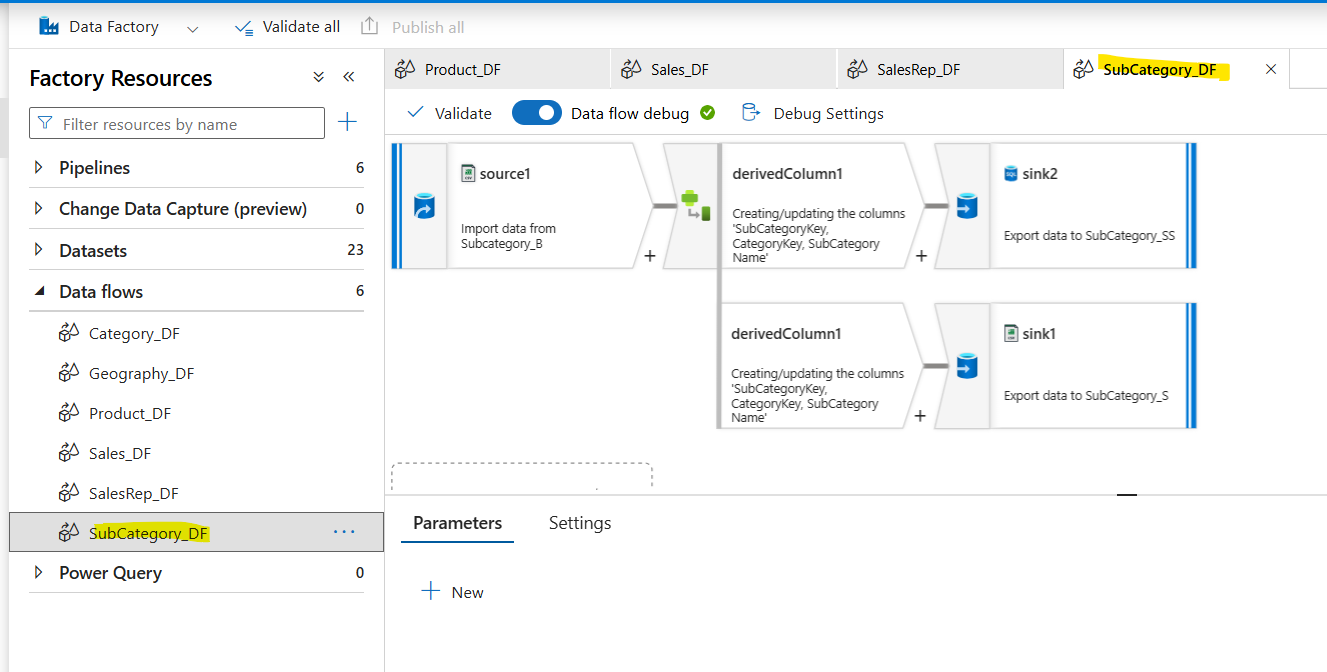 Data Factory
Validate all
Publish all
Factory Resources
Filter resources by name
Pipelines 6
Change Data Capture (preview) 0
Datasets 23
Data flows 6
Category_DF
Geography_DF
Product_DF
Sales_DF
SalesRep_DF
SubCategory_DF
Power Query 0
Product_DF
Sales_DF
SalesRep_DF
SubCategory_DF
Validate
Data flow debug
Debug Settings
CSV
source1
Import data from
Subcategory_B
+
derivedColumn1
Creating/updating the columns
'SubCategoryKey,
CategoryKey, SubCategory
Name'
+
SQL
sink2
Export data to SubCategory_SS
derivedColumn1
Creating/updating the columns
'SubCategoryKey,
CategoryKey, SubCategory
Name'
+
sink1
Export data to SubCategory_S
Parameters
Settings
New